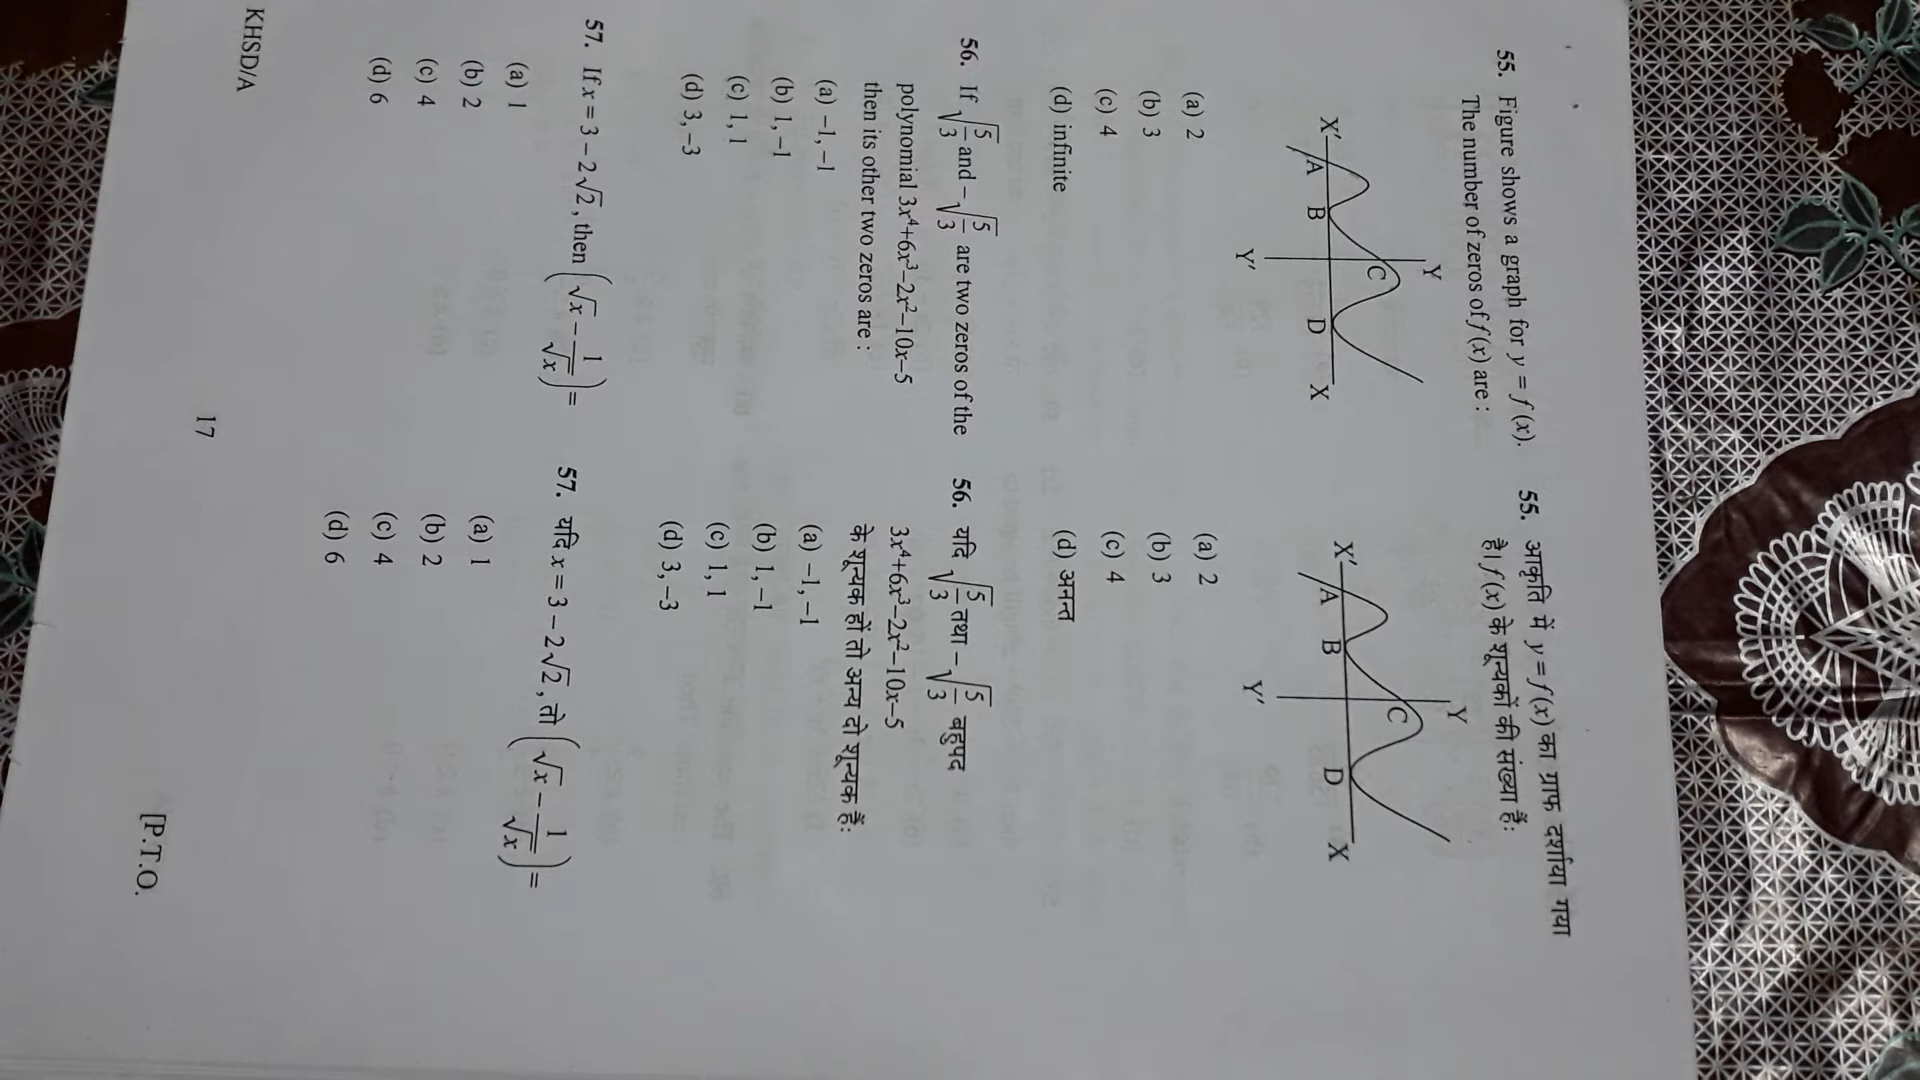 55. Figure shows a graph for y = f (x).
The number of zeros of f (x) are :
Y
X' A B C D X
Y'
(a) 2
(b) 3
(c) 4
(d) infinite
56. If √(5/3) and –√(5/3) are two zeros of the
polynomial 3x⁴+6x³–2x²–10x–5
then its other two zeros are :
(a) –1, –1
(b) 1, –1
(c) 1, 1
(d) 3, –3
57. If x = 3 – 2√2, then (√x – 1/√x) =
(a) 1
(b) 2
(c) 4
(d) 6
55. आकृति में y = f (x) का ग्राफ दर्शाया गया
है। f (x) के शून्यकों की संख्या है:
Y
X' A B C D X
Y'
(a) 2
(b) 3
(c) 4
(d) अनन्त
56. यदि √(5/3) तथा –√(5/3) बहुपद
3x⁴+6x³–2x²–10x–5
के शून्यक हों तो अन्य दो शून्यक हैं:
(a) –1, –1
(b) 1, –1
(c) 1, 1
(d) 3, –3
57. यदि x = 3 – 2√2, तो (√x – 1/√x) =
(a) 1
(b) 2
(c) 4
(d) 6
KHSD/A
17
[P.T.O.